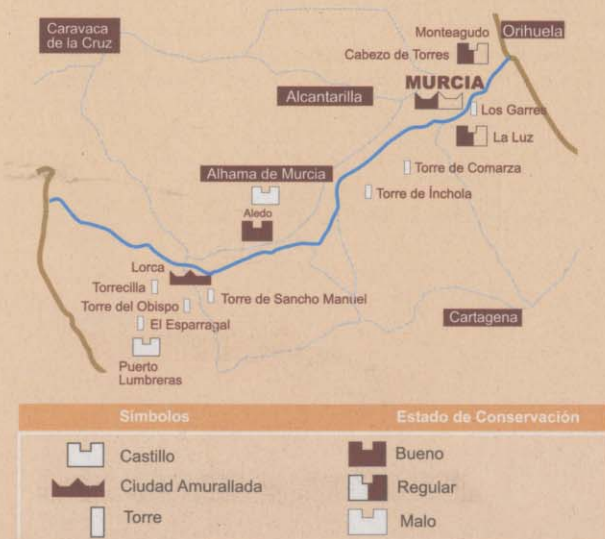 Caravaca
de la Cruz
Monteagudo
Orihuela
Cabezo de Torres
MURCIA
Alcantarilla
Los Garres
La Luz
Torre de Comarza
Alhama de Murcia
Torre de Ínchola
Aledo
Lorca
Torrecilla
Torre de Sancho Manuel
Torre del Obispo
El Esparragal
Cartagena
Puerto
Lumbreras
Símbolos
Estado de Conservación
Castillo
Bueno
Ciudad Amurallada
Regular
Torre
Malo